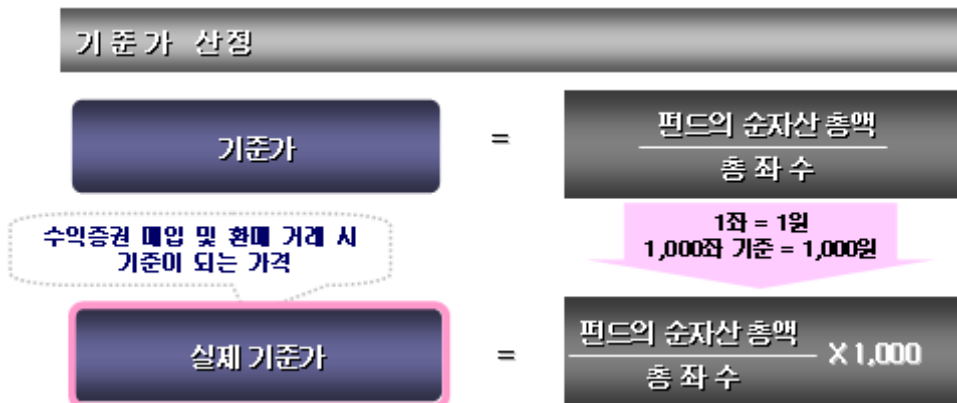 기준가 산정
기준가
=
펀드의 순자산 총액
총 좌 수
수익증권 매입 및 환매 거래 시
기준이 되는 가격
1좌 = 1원
1,000좌 기준 = 1,000원
실제 기준가
=
펀드의 순자산 총액
총 좌 수
X 1,000